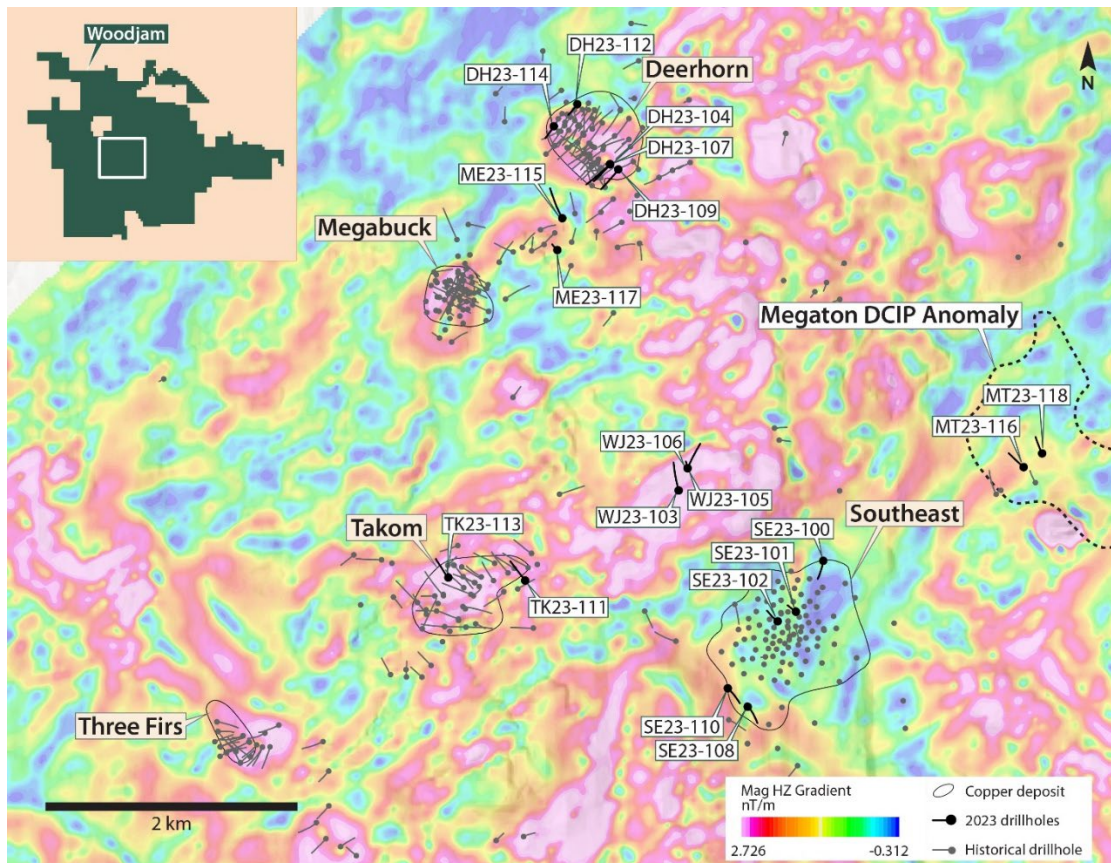 Woodjam
N
DH23-112
DH23-114
Deerhorn
DH23-104
DH23-107
ME23-115
DH23-109
Megabuck
ME23-117
Megaton DCIP Anomaly
MT23-118
MT23-116
WJ23-106
WJ23-105
WJ23-103
Southeast
Takom
TK23-113
SE23-100
SE23-101
SE23-102
TK23-111
Three Firs
SE23-110
SE23-108
2 km
Mag HZ Gradient
nT/m
2.726
-0.312
Copper deposit
2023 drillholes
Historical drillhole